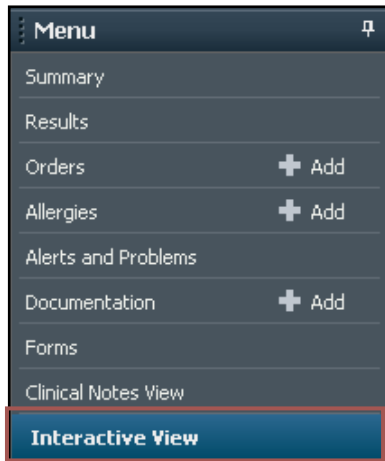 Menu
Summary
Results
Orders Add
Allergies Add
Alerts and Problems
Documentation Add
Forms
Clinical Notes View
Interactive View